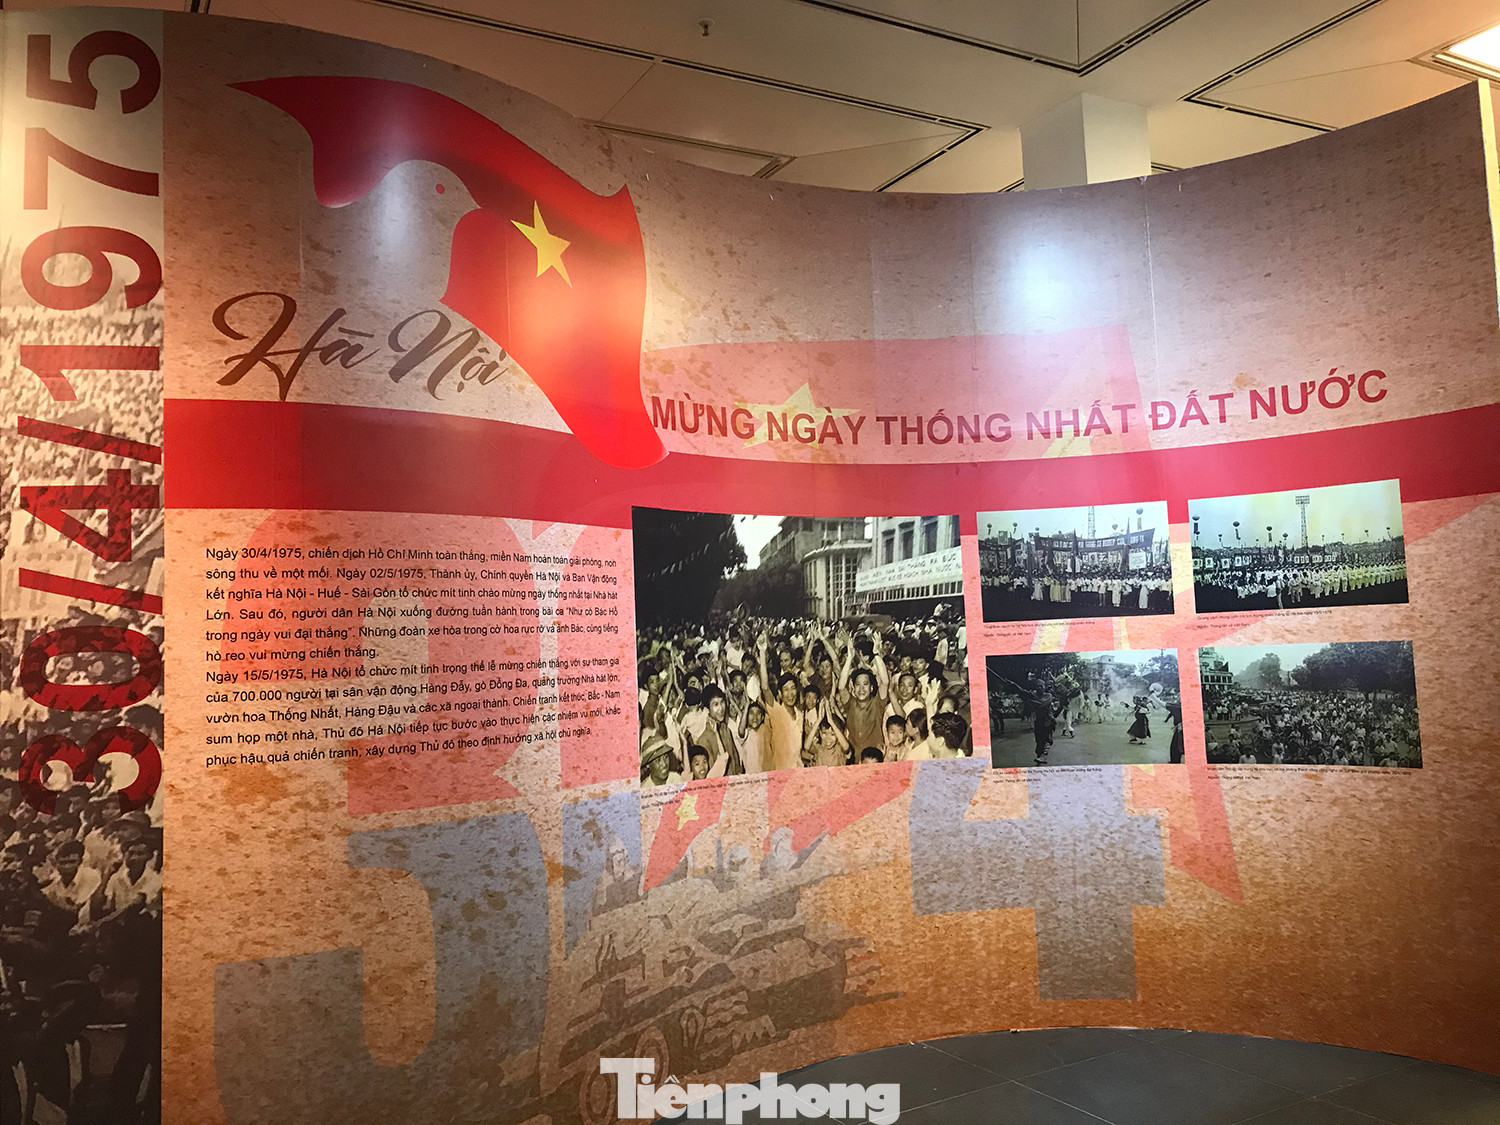 30/4/1975
Hà Nội
MỪNG NGÀY THỐNG NHẤT ĐẤT NƯỚC
Ngày 30/4/1975, chiến dịch Hồ Chí Minh toàn thắng, miền Nam hoàn toàn giải phóng, non
sông thu về một mối. Ngày 02/5/1975, Thành ủy, Chính quyền Hà Nội và Ban Vận động
kết nghĩa Hà Nội - Huế - Sài Gòn tổ chức mít tinh chào mừng ngày thống nhất tại Nhà hát
Lớn. Sau đó, người dân Hà Nội xuống đường tuần hành trong bài ca "Như có Bác Hồ
trong ngày vui đại thắng". Những đoàn xe hòa trong cờ hoa rực rỡ và ảnh Bác, cùng tiếng
hò reo vui mừng chiến thắng.
Ngày 15/5/1975, Hà Nội tổ chức mít tinh trọng thể lễ mừng chiến thắng với sự tham gia
của 700.000 người tại sân vận động Hàng Đẫy, gò Đống Đa, quảng trường Nhà hát lớn,
vườn hoa Thống Nhất, Hàng Đậu và các xã ngoại thành. Chiến tranh kết thúc, Bắc - Nam
sum họp một nhà, Thủ đô Hà Nội tiếp tục bước vào thực hiện các nhiệm vụ mới, khắc
phục hậu quả chiến tranh, xây dựng Thủ đô theo định hướng xã hội chủ nghĩa.
Tiênphong